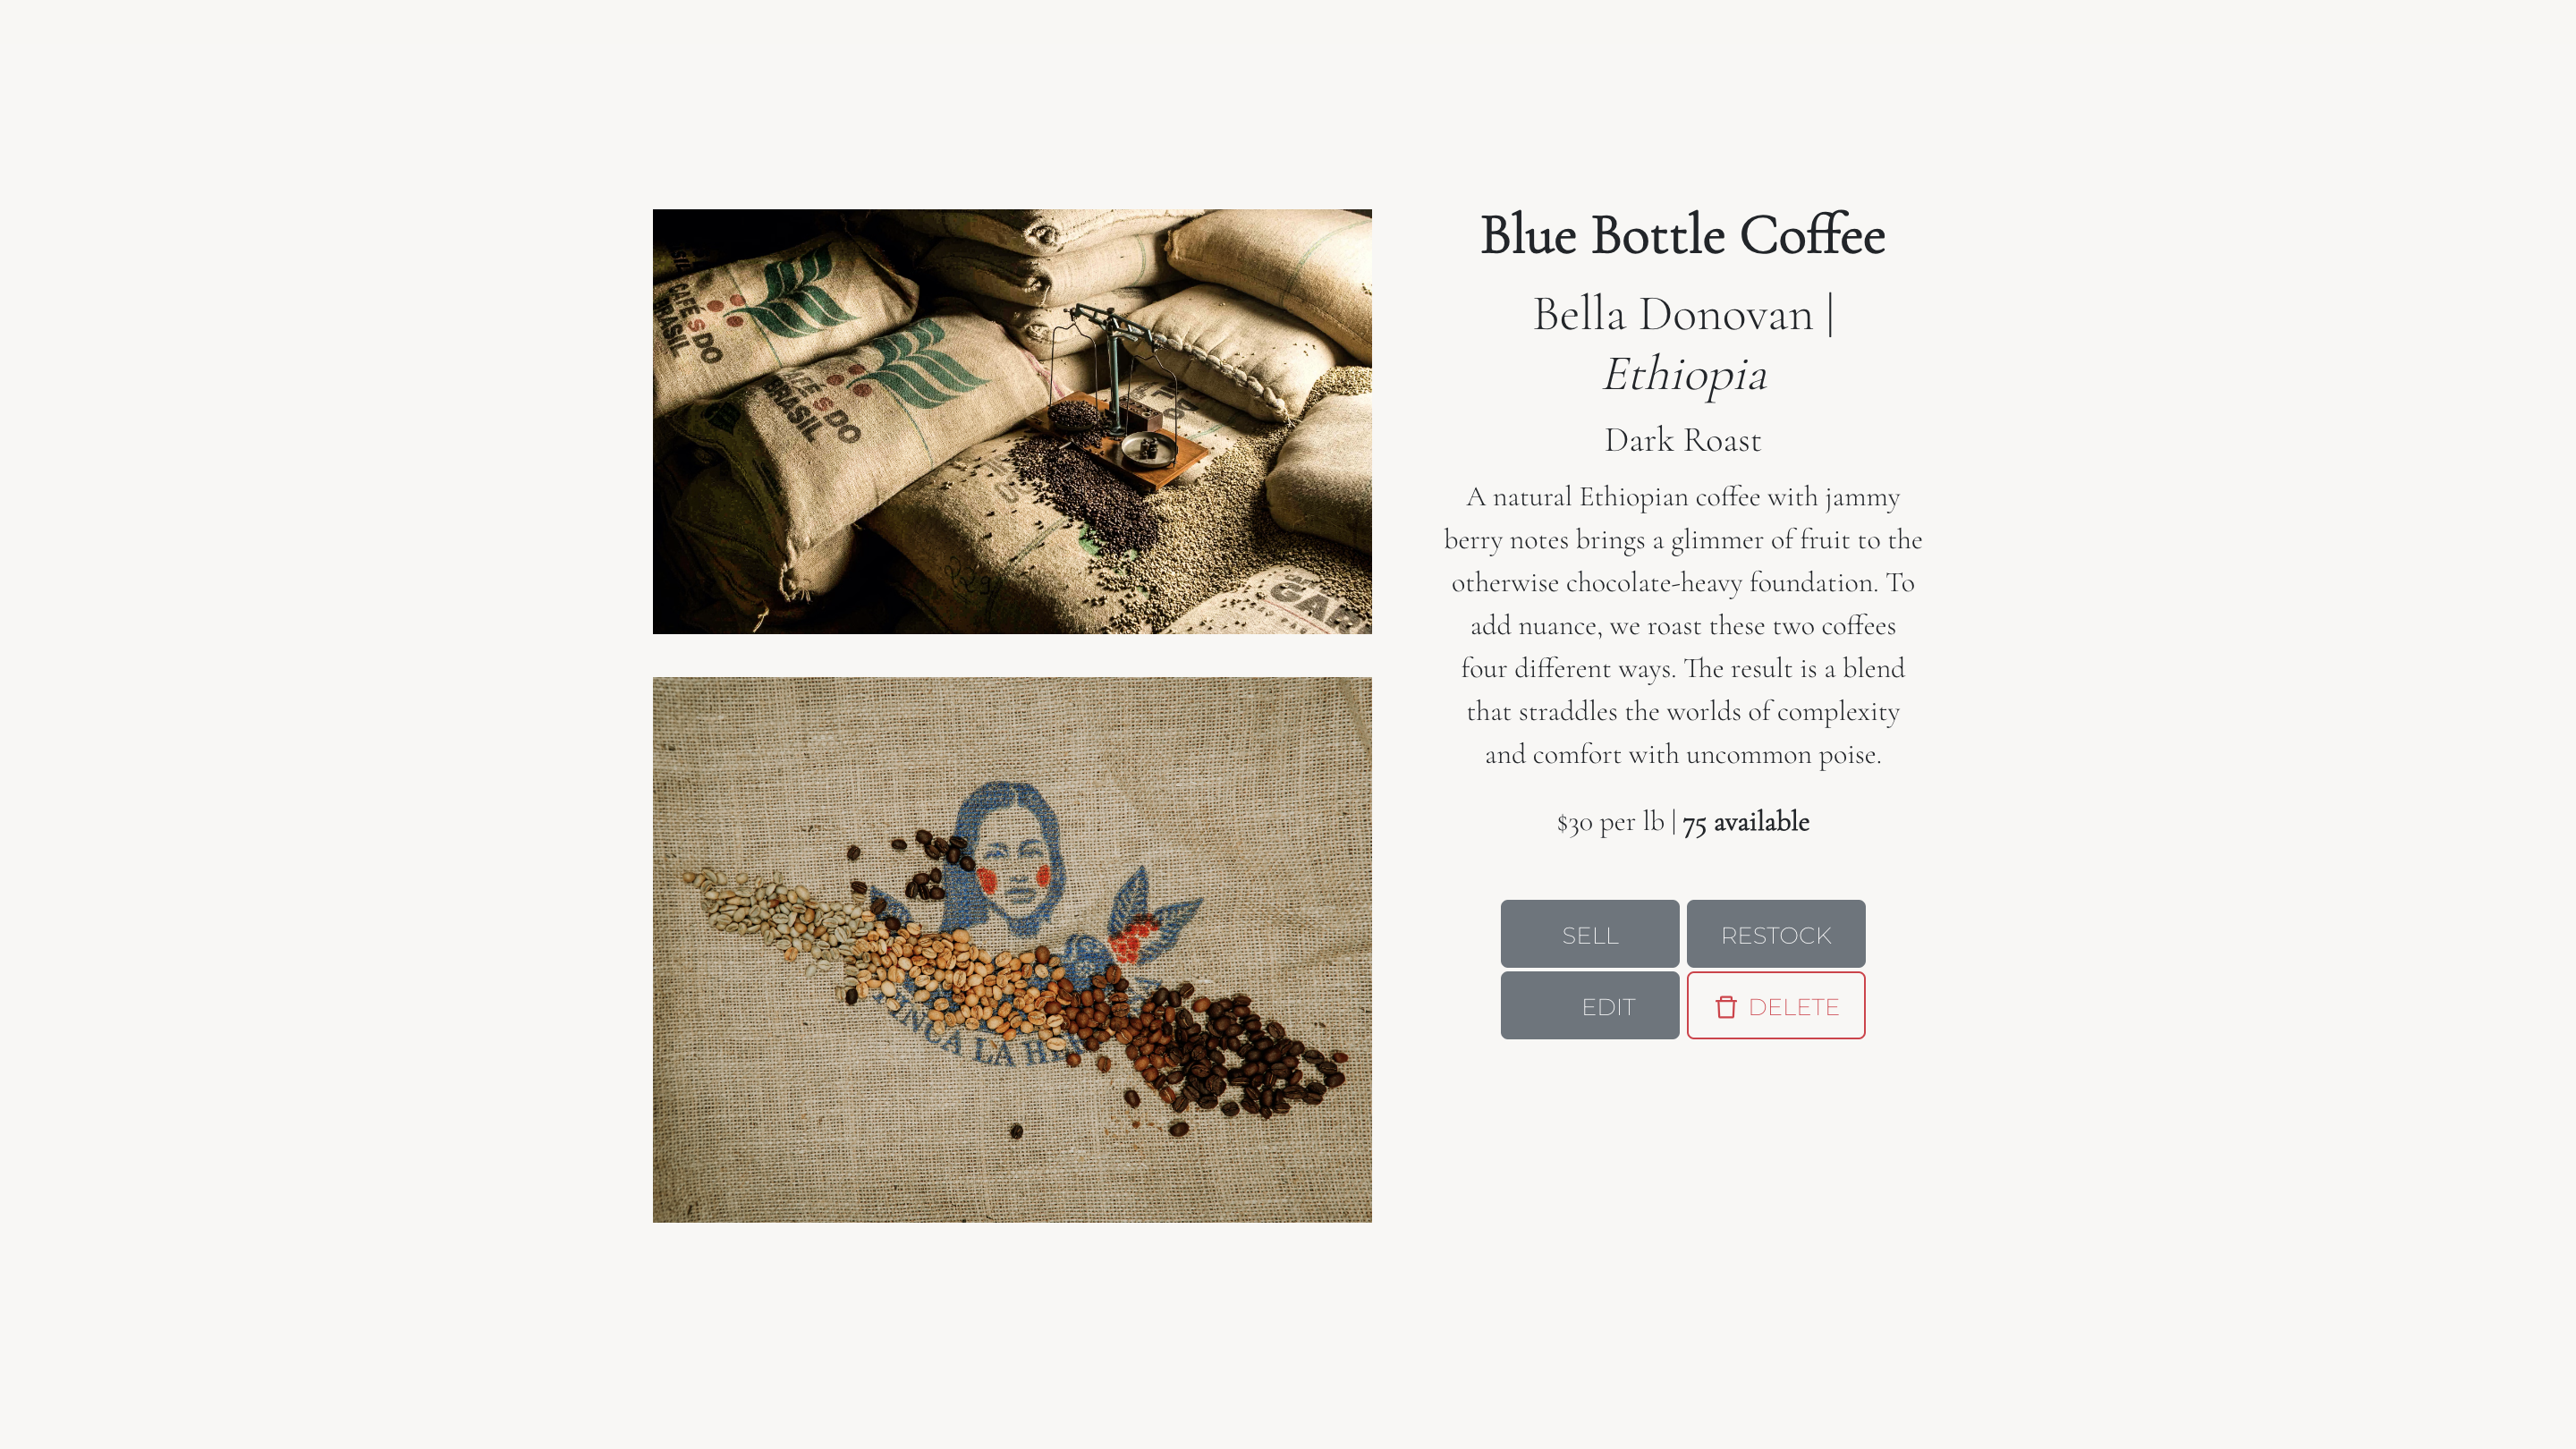 CAFÉS DO
BRASIL
CAFÉS DO
BRASIL
229
FINCA LA HER
Blue Bottle Coffee
Bella Donovan |
Ethiopia
Dark Roast
A natural Ethiopian coffee with jammy
berry notes brings a glimmer of fruit to the
otherwise chocolate-heavy foundation. To
add nuance, we roast these two coffees
four different ways. The result is a blend
that straddles the worlds of complexity
and comfort with uncommon poise.
$30 per lb | 75 available
SELL
RESTOCK
EDIT
DELETE